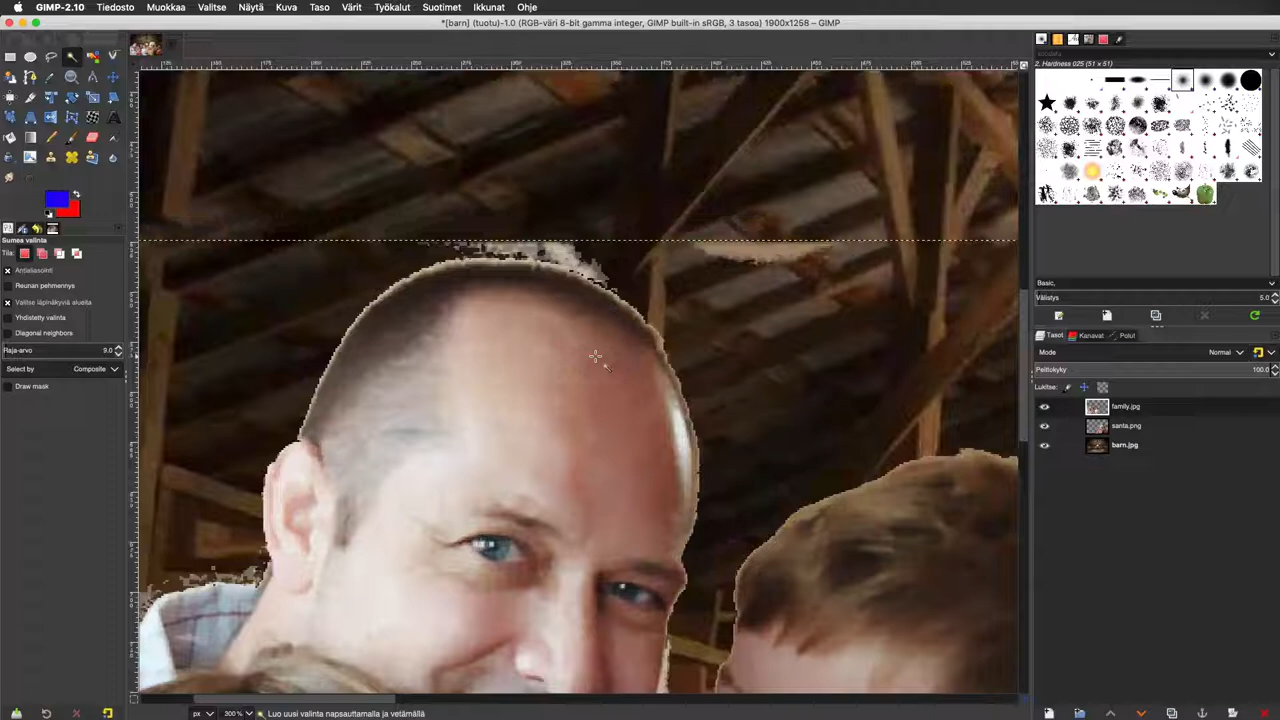 GIMP-2.10 Tiedosto Muokkaa Valitse Näytä Kuva Taso Värit Työkalut Suotimet Ikkunat Ohje
*[barn] (tuotu)-1.0 (RGB-väri 8-bit gamma integer, GIMP built-in sRGB, 3 tasoa) 1900x1258 – GIMP
2. Hardness 025 (51 x 51)
Sumea valinta
Tila:
Antialiasointi
Reunan pehmennys
Valitse läpinäkyviä alueita
Yhdistetty valinta
Diagonal neighbors
Raja-arvo 9.0
Select by Composite
Draw mask
Basic,
Välistys 5.0
Tasot Kanavat Polut
Mode Normal
Peittokyky 100.0
Lukitse:
family.jpg
santa.png
barn.jpg
px 300 % Luo uusi valinta napsauttamalla ja vetämällä